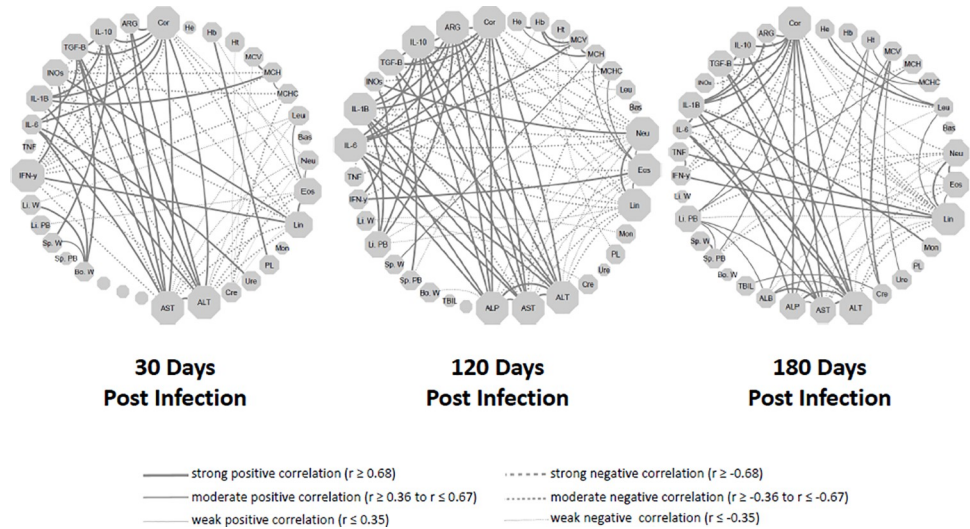 Cor
He
Hb
Ht
MCV
MCH
MCHC
Leu
Bas
Neu
Eos
Lin
Mon
PL
Ure
Cre
ALT
AST
Bo. W
Sp. PB
Sp. W
Li. PB
Li. W
IFN-y
TNF
IL-6
IL-1B
INOs
TGF-B
IL-10
ARG
Cor
He
Hb
Ht
MCV
MCH
MCHC
Leu
Bas
Neu
Eos
Lin
Mon
PL
Ure
Cre
ALT
AST
ALP
TBIL
Bo. W
Sp. PB
Sp. W
Li. PB
Li. W
IFN-y
TNF
IL-6
IL-1B
INOs
TGF-B
IL-10
ARG
Cor
He
Hb
Ht
MCV
MCH
MCHC
Leu
Bas
Neu
Eos
Lin
Mon
PL
Ure
Cre
ALT
AST
ALP
ALB
TBIL
Bo. W
Sp. PB
Sp. W
Li. PB
Li. W
IFN-y
TNF
IL-6
IL-1B
INOs
TGF-B
IL-10
ARG
30 Days
Post Infection
120 Days
Post Infection
180 Days
Post Infection
strong positive correlation (r ≥ 0.68)
moderate positive correlation (r ≥ 0.36 to r ≤ 0.67)
weak positive correlation (r ≤ 0.35)
strong negative correlation (r ≥ -0.68)
moderate negative correlation (r ≥ -0.36 to r ≤ -0.67)
weak negative correlation (r ≤ -0.35)